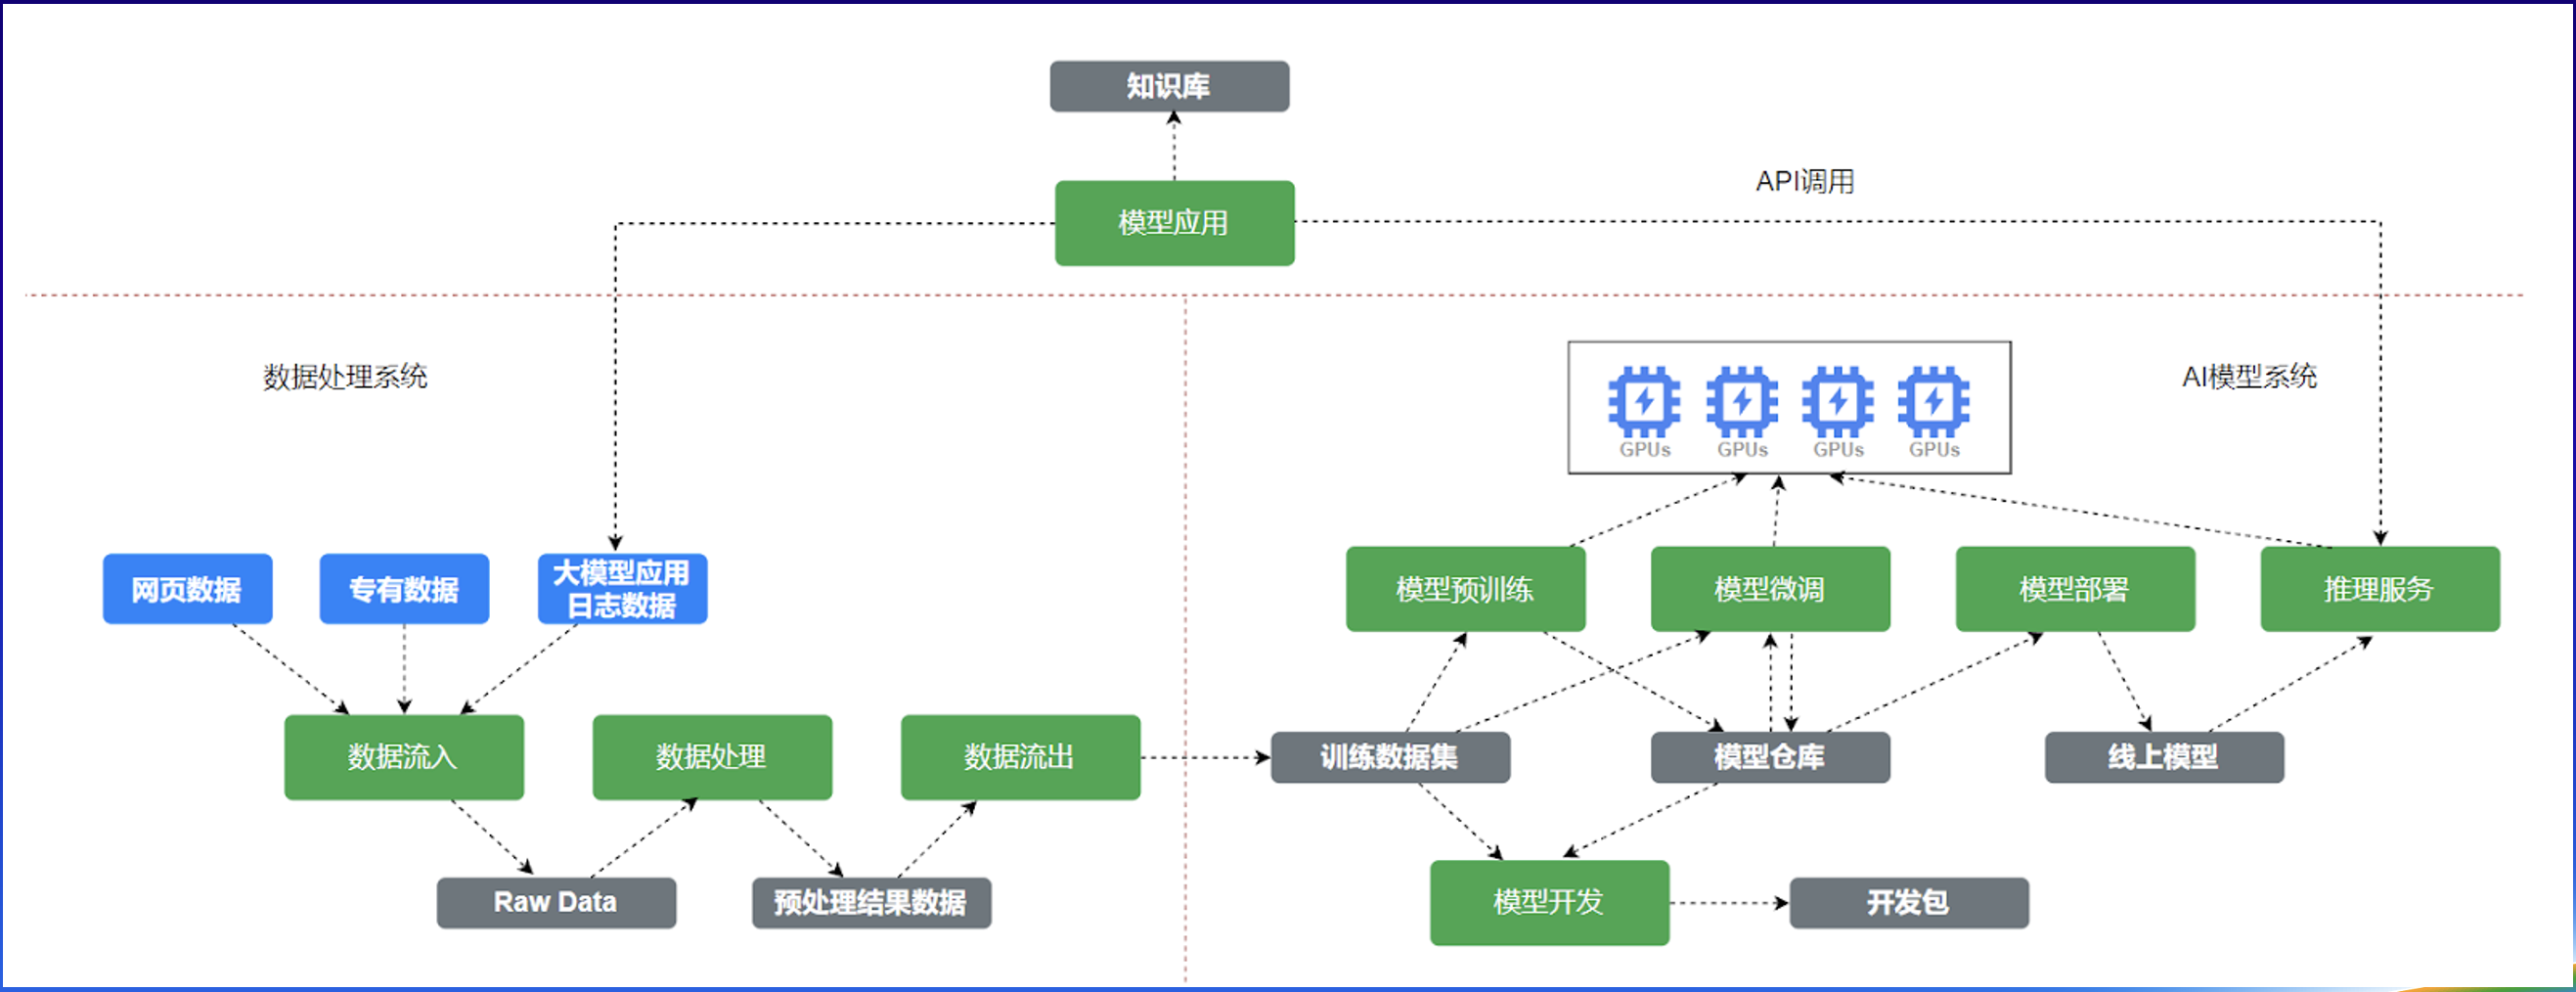 知识库
模型应用
API调用
数据处理系统
AI模型系统
GPUs
GPUs
GPUs
GPUs
网页数据
专有数据
大模型应用
日志数据
模型预训练
模型微调
模型部署
推理服务
数据流入
数据处理
数据流出
训练数据集
模型仓库
线上模型
Raw Data
预处理结果数据
模型开发
开发包